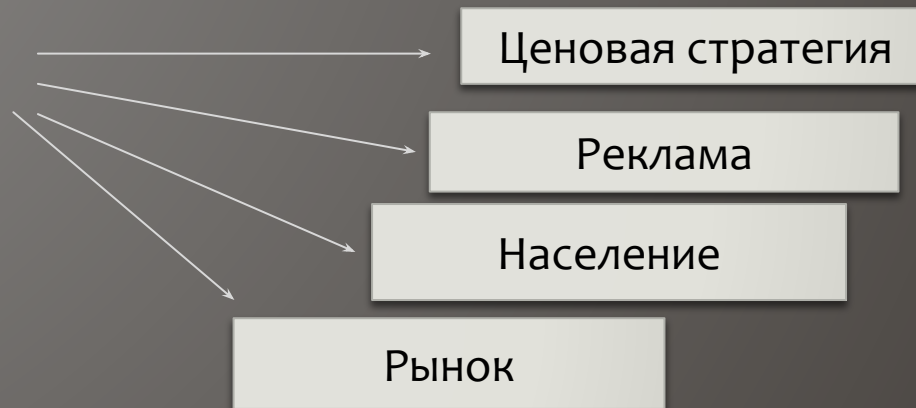 Ценовая стратегия
Реклама
Население
Рынок